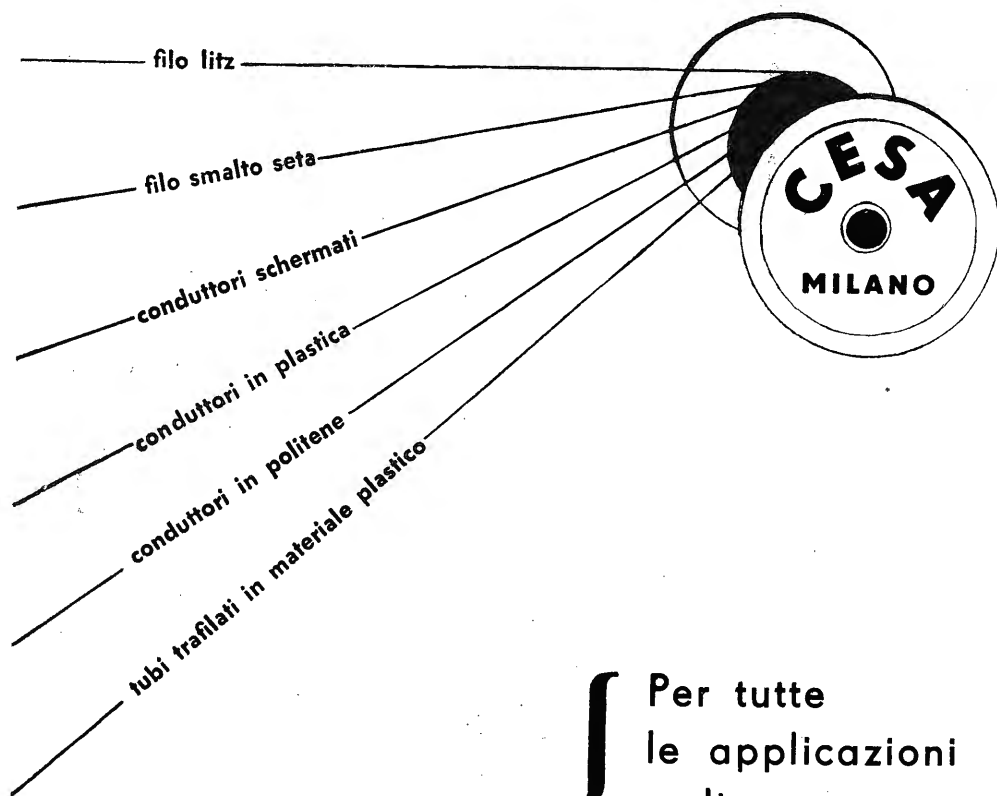 filo litz
filo smalto seta
conduttori schermati
conduttori in plastica
conduttori in politene
tubi trafilati in materiale plastico
CESA
MILANO
Per tutte
le applicazioni